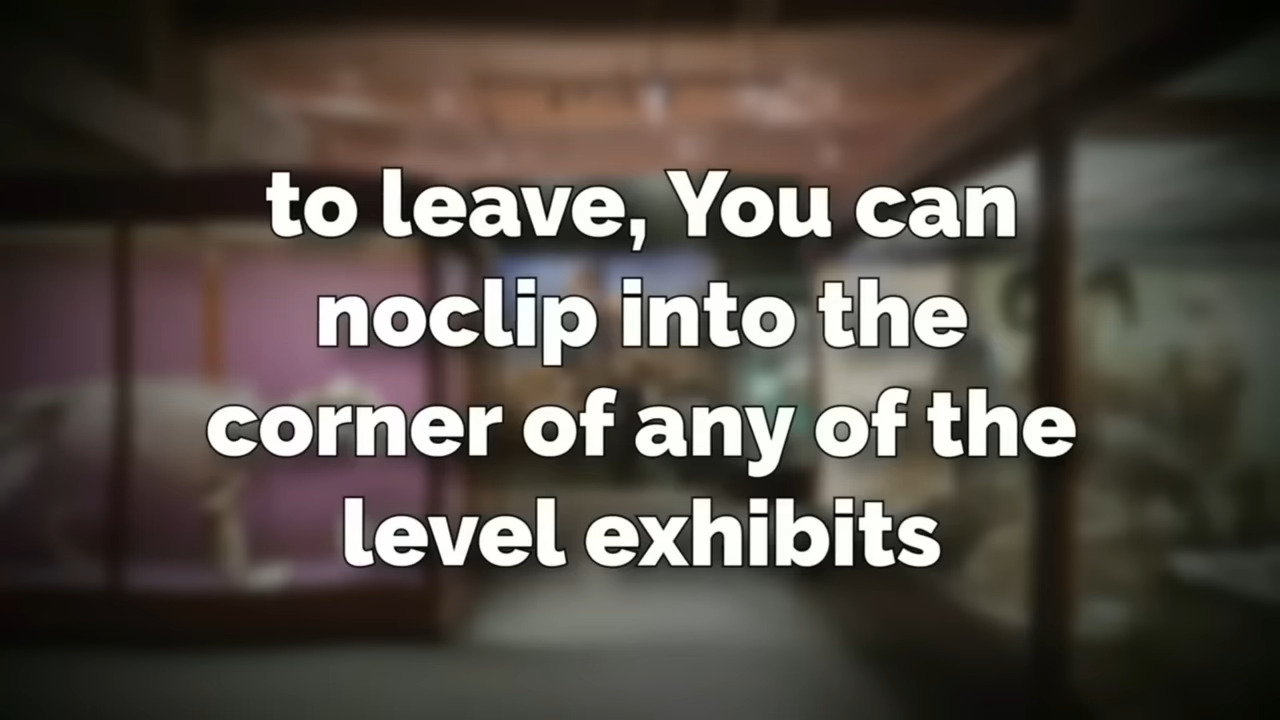 to leave, You can
noclip into the
corner of any of the
level exhibits